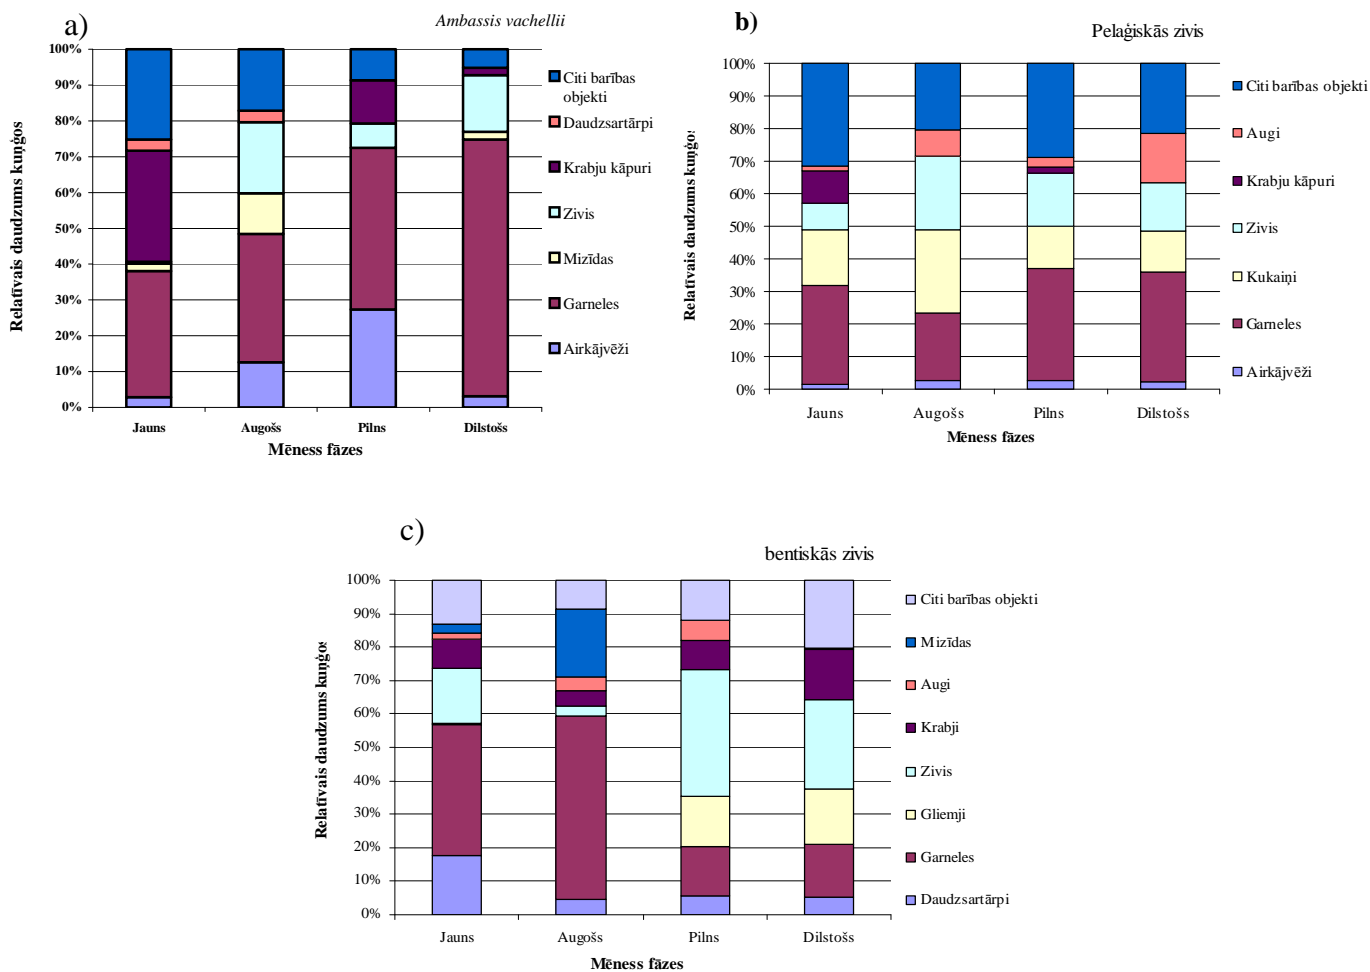 a)
Ambassis vachellii
100%
90%
80%
70%
60%
50%
40%
30%
20%
10%
0%
Relatīvais daudzums kuņģos
Jauns Augošs Pilns Dilstošs
Mēness fāzes
Citi barības
objekti
Daudzsartārpi
Krabju kāpuri
Zivis
Mizīdas
Garneles
Airkājvēži
b)
Pelaģiskās zivis
100%
90%
80%
70%
60%
50%
40%
30%
20%
10%
0%
Relatīvais daudzums kuņģos
Jauns Augošs Pilns Dilstošs
Mēness fāzes
Citi barības objekti
Augi
Krabju kāpuri
Zivis
Kukaiņi
Garneles
Airkājvēži
c)
bentiskās zivis
100%
90%
80%
70%
60%
50%
40%
30%
20%
10%
0%
Relatīvais daudzums kuņģos
Jauns Augošs Pilns Dilstošs
Mēness fāzes
Citi barības objekti
Mizīdas
Augi
Krabji
Zivis
Gliemji
Garneles
Daudzsartārpi